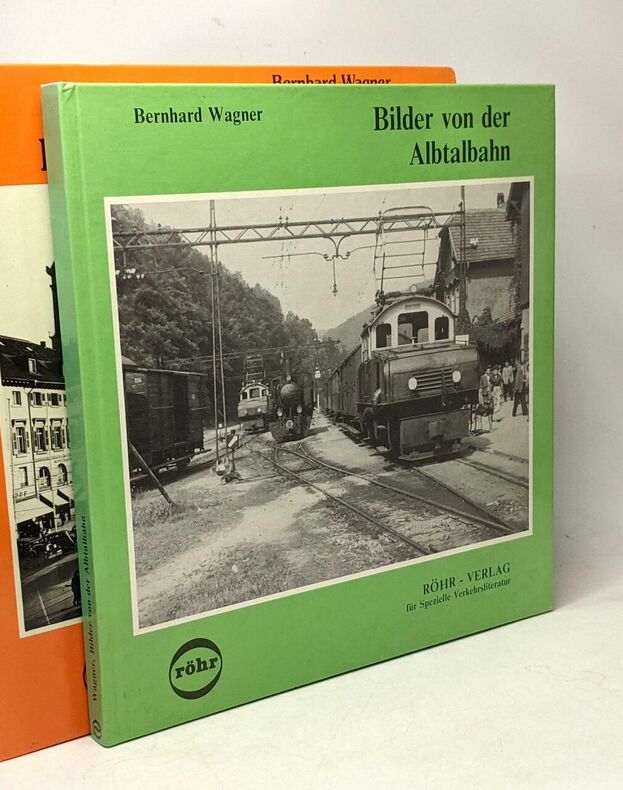 Bernhard Wagner
Bernhard Wagner
Bilder von der
Albtalbahn
RÖHR - VERLAG
für Spezielle Verkehrsliteratur
röhr
Wagner, Bilder von der Albtalbahn